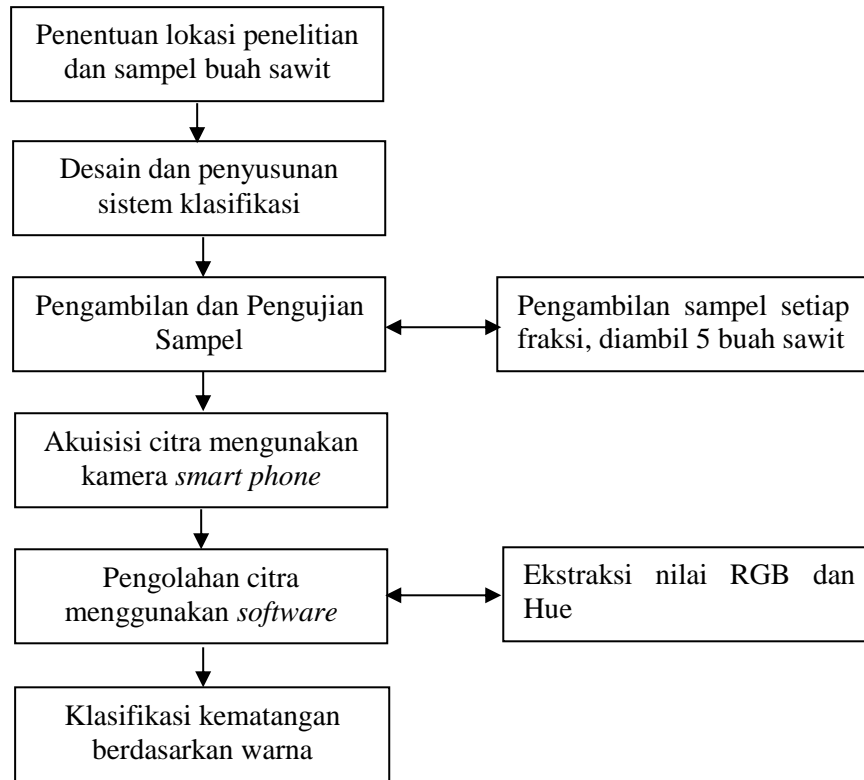 Penentuan lokasi penelitian
dan sampel buah sawit
Desain dan penyusunan
sistem klasifikasi
Pengambilan dan Pengujian
Sampel
Pengambilan sampel setiap
fraksi, diambil 5 buah sawit
Akuisisi citra mengunakan
kamera smart phone
Pengolahan citra
menggunakan software
Ekstraksi nilai RGB dan
Hue
Klasifikasi kematangan
berdasarkan warna